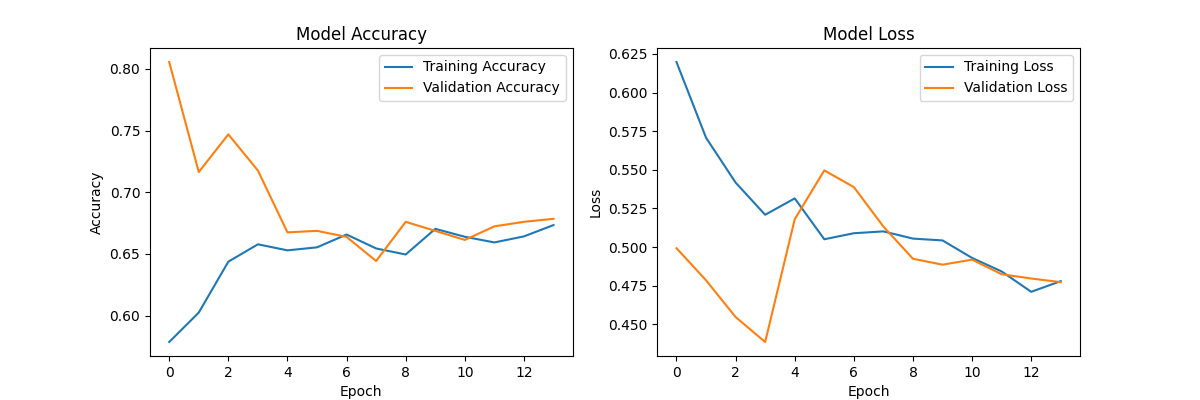 Model Accuracy
Training Accuracy
Validation Accuracy
0.80
0.75
0.70
0.65
0.60
Accuracy
0 2 4 6 8 10 12
Epoch
Model Loss
Training Loss
Validation Loss
0.625
0.600
0.575
0.550
0.525
0.500
0.475
0.450
Loss
0 2 4 6 8 10 12
Epoch